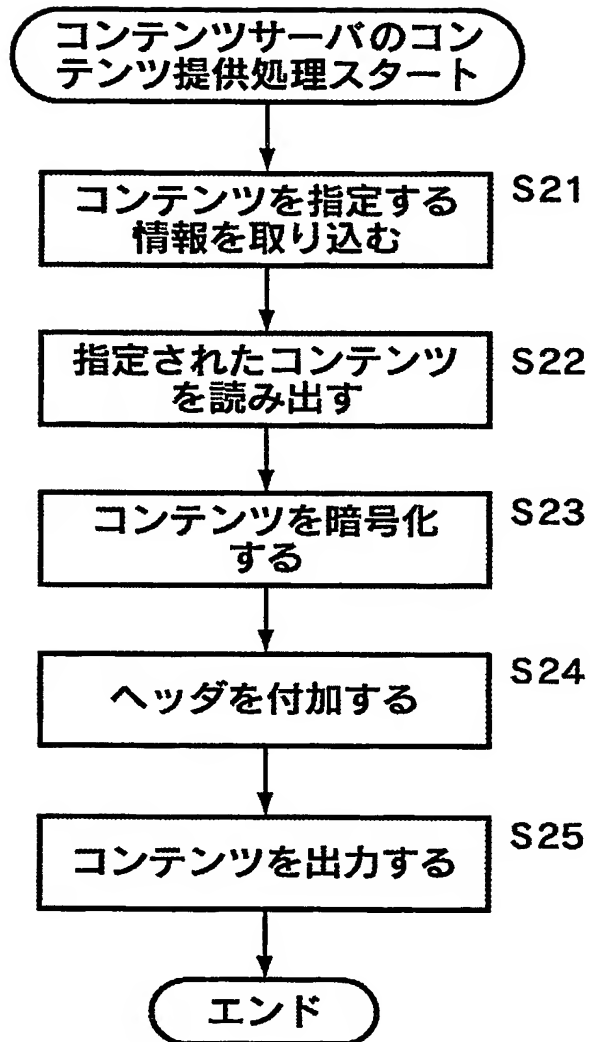 コンテンツサーバのコン
テンツ提供処理スタート
コンテンツを指定する
情報を取り込む
S21
指定されたコンテンツ
を読み出す
S22
コンテンツを暗号化
する
S23
ヘッダを付加する
S24
コンテンツを出力する
S25
エンド